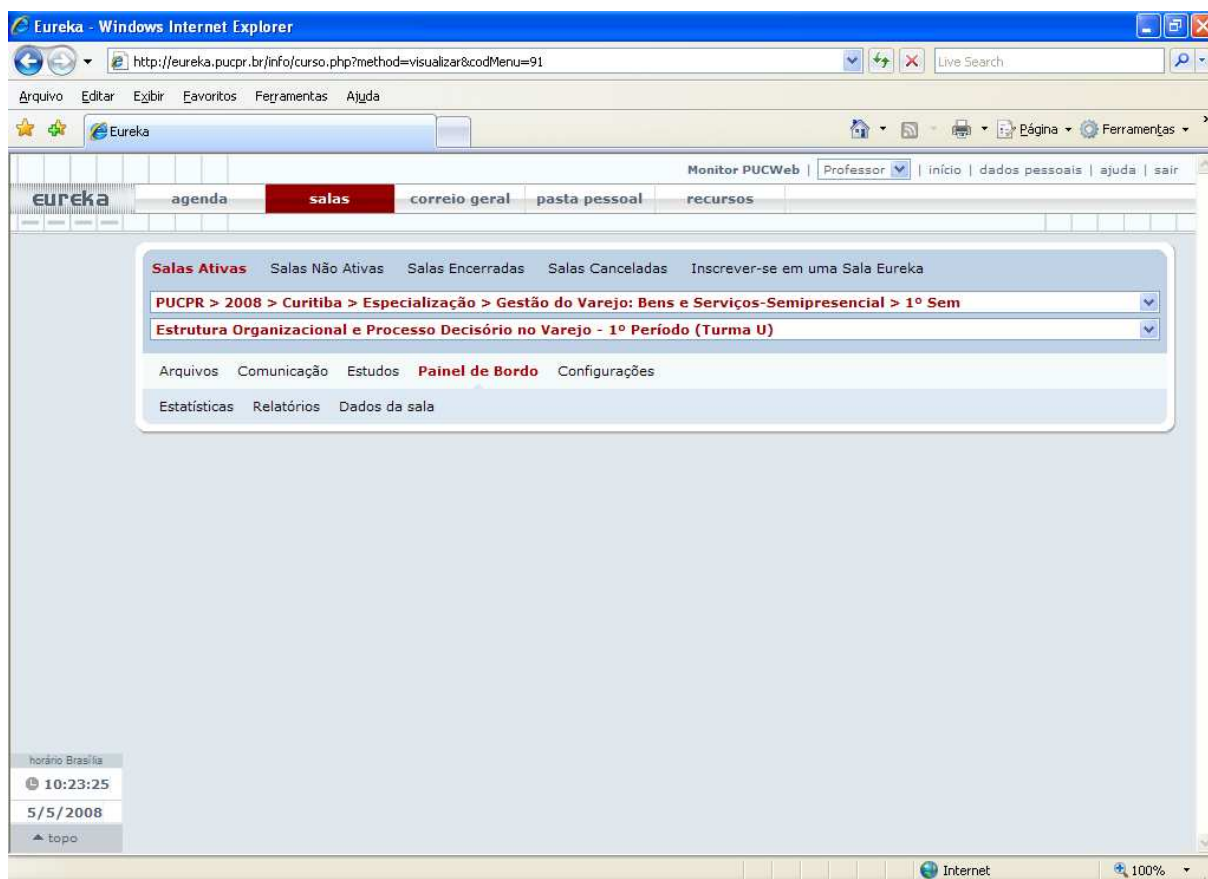 Eureka - Windows Internet Explorer
http://eureka.pucpr.br/info/curso.php?method=visualizar&codMenu=91
Live Search
Arquivo Editar Exibir Favoritos Ferramentas Ajuda
Eureka
Página Ferramentas
Monitor PUCWeb | Professor | início | dados pessoais | ajuda | sair
eureka agenda salas correio geral pasta pessoal recursos
Salas Ativas Salas Não Ativas Salas Encerradas Salas Canceladas Inscrever-se em uma Sala Eureka
PUCPR > 2008 > Curitiba > Especialização > Gestão do Varejo: Bens e Serviços-Semipresencial > 1º Sem
Estrutura Organizacional e Processo Decisório no Varejo - 1º Período (Turma U)
Arquivos Comunicação Estudos Painel de Bordo Configurações
Estatísticas Relatórios Dados da sala
horário Brasília
10:23:25
5/5/2008
topo
Internet 100%